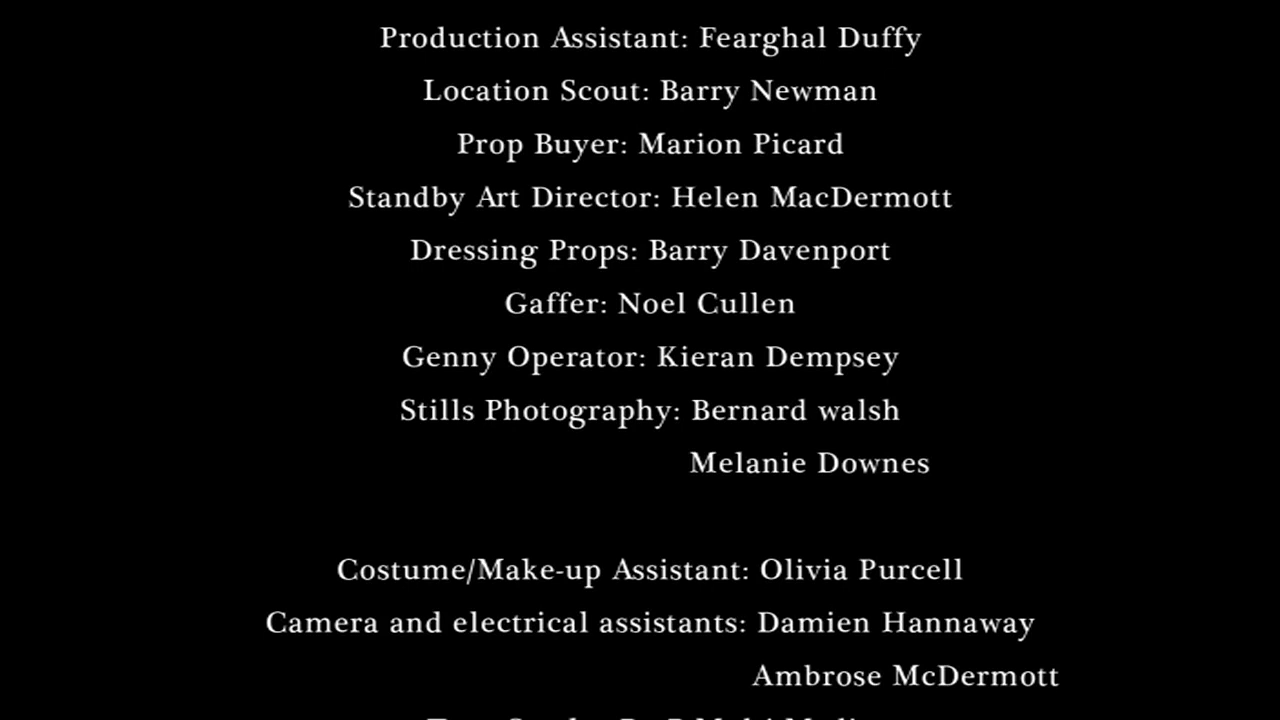 Production Assistant: Fearghal Duffy
Location Scout: Barry Newman
Prop Buyer: Marion Picard
Standby Art Director: Helen MacDermott
Dressing Props: Barry Davenport
Gaffer: Noel Cullen
Genny Operator: Kieran Dempsey
Stills Photography: Bernard walsh
Melanie Downes
Costume/Make-up Assistant: Olivia Purcell
Camera and electrical assistants: Damien Hannaway
Ambrose McDermott